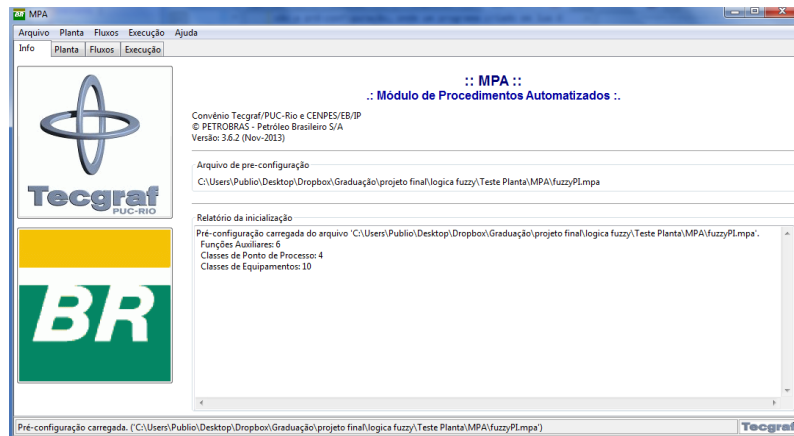 MPA
Arquivo Planta Fluxos Execução Ajuda
Info Planta Fluxos Execução
:: MPA ::
.: Módulo de Procedimentos Automatizados :.
Convênio Tecgraf/PUC-Rio e CENPES/EB/IP
© PETROBRAS - Petróleo Brasileiro S/A
Versão: 3.6.2 (Nov-2013)
Arquivo de pre-configuração
C:\Users\Publio\Desktop\Dropbox\Graduação\projeto final\logica fuzzy\Teste Planta\MPA\fuzzyPI.mpa
Tecgraf
PUC-RIO
Relatório da inicialização
Pré-configuração carregada do arquivo 'C:\Users\Publio\Desktop\Dropbox\Graduação\projeto final\logica fuzzy\Teste Planta\MPA\fuzzyPI.mpa'.
Funções Auxiliares: 6
Classes de Ponto de Processo: 4
Classes de Equipamentos: 10
BR
Pré-configuração carregada. ('C:\Users\Publio\Desktop\Dropbox\Graduação\projeto final\logica fuzzy\Teste Planta\MPA\fuzzyPI.mpa')
Tecgraf